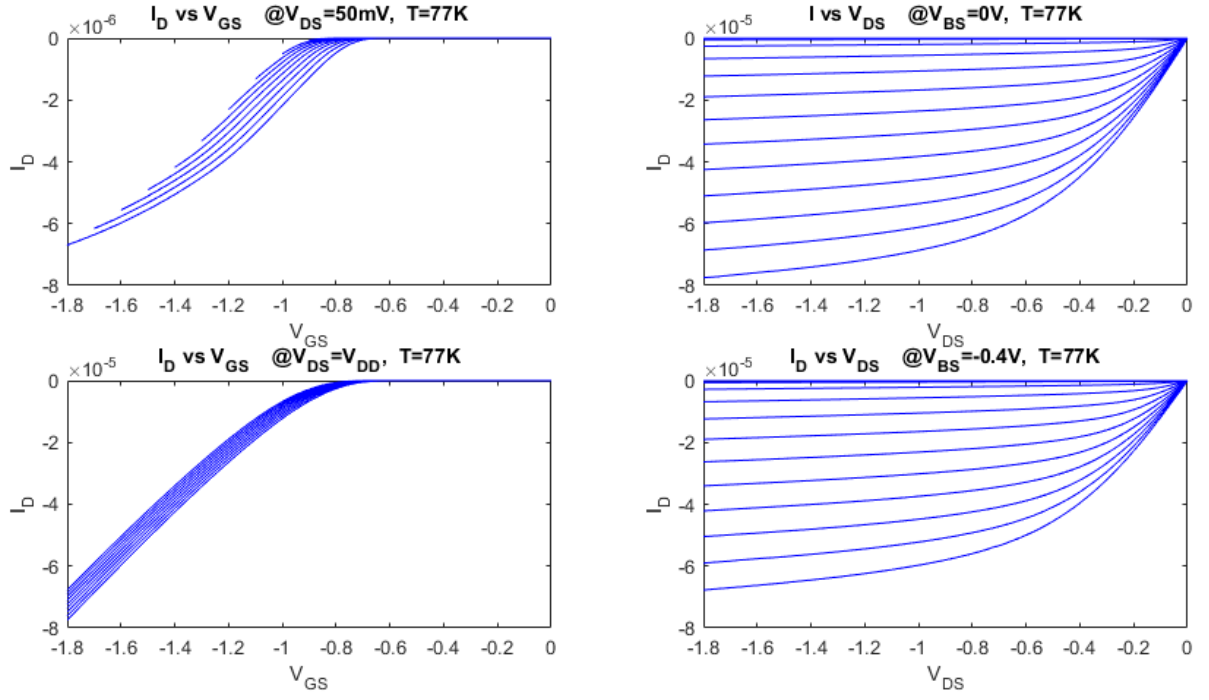 I_D vs V_GS @V_DS=50mV, T=77K
×10^-6
0
-2
-4
-6
-8
I_D
-1.8 -1.6 -1.4 -1.2 -1 -0.8 -0.6 -0.4 -0.2 0
V_GS
I vs V_DS @V_BS=0V, T=77K
×10^-5
0
-2
-4
-6
-8
I_D
-1.8 -1.6 -1.4 -1.2 -1 -0.8 -0.6 -0.4 -0.2 0
V_DS
I_D vs V_GS @V_DS=V_DD, T=77K
×10^-5
0
-2
-4
-6
-8
I_D
-1.8 -1.6 -1.4 -1.2 -1 -0.8 -0.6 -0.4 -0.2 0
V_GS
I_D vs V_DS @V_BS=-0.4V, T=77K
×10^-5
0
-2
-4
-6
-8
I_D
-1.8 -1.6 -1.4 -1.2 -1 -0.8 -0.6 -0.4 -0.2 0
V_DS